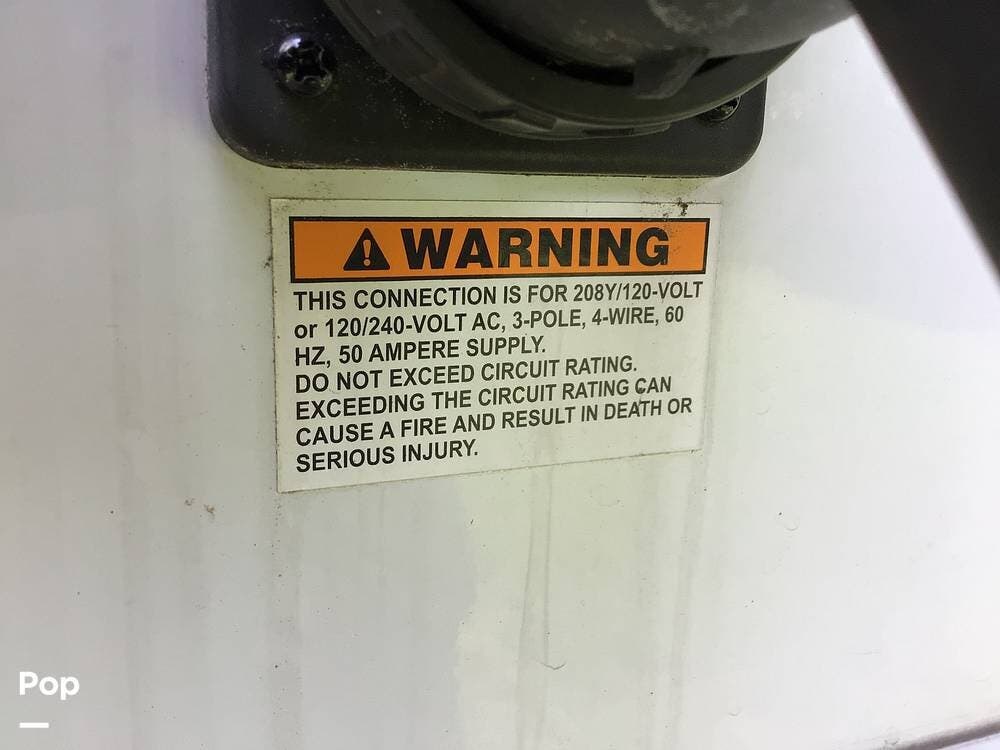 WARNING
THIS CONNECTION IS FOR 208Y/120-VOLT
or 120/240-VOLT AC, 3-POLE, 4-WIRE, 60
HZ, 50 AMPERE SUPPLY.
DO NOT EXCEED CIRCUIT RATING.
EXCEEDING THE CIRCUIT RATING CAN
CAUSE A FIRE AND RESULT IN DEATH OR
SERIOUS INJURY.
Pop